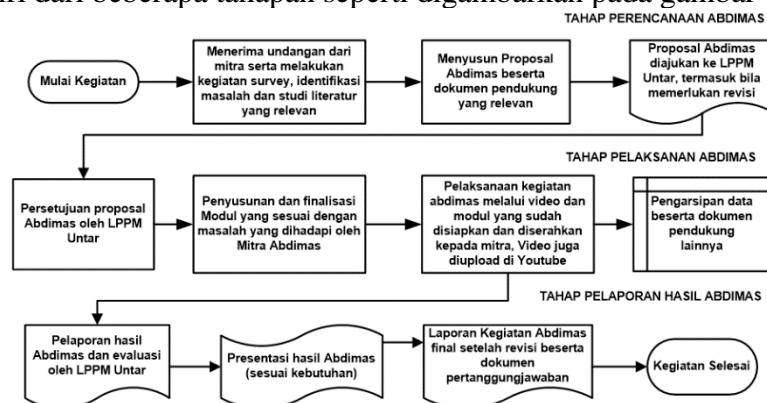 dari beberapa tahapan seperti digambarkan pada gambar
TAHAP PERENCANAAN ABDIMAS
Mulai Kegiatan
Menerima undangan dari
mitra serta melakukan
kegiatan survey, identifikasi
masalah dan studi literatur
yang relevan
Menyusun Proposal
Abdimas beserta
dokumen pendukung
yang relevan
Proposal Abdimas
diajukan ke LPPM
Untar, termasuk bila
memerlukan revisi
TAHAP PELAKSANAN ABDIMAS
Persetujuan proposal
Abdimas oleh LPPM
Untar
Penyusunan dan finalisasi
Modul yang sesuai dengan
masalah yang dihadapi oleh
Mitra Abdimas
Pelaksanaan kegiatan
abdimas melalui video dan
modul yang sudah
disiapkan dan diserahkan
kepada mitra, Video juga
diupload di Youtube
Pengarsipan data
beserta dokumen
pendukung
lainnya
TAHAP PELAPORAN HASIL ABDIMAS
Pelaporan hasil
Abdimas dan evaluasi
oleh LPPM Untar
Presentasi hasil Abdimas
(sesuai kebutuhan)
Laporan Kegiatan Abdimas
final setelah revisi beserta
dokumen
pertanggungjawaban
Kegiatan Selesai